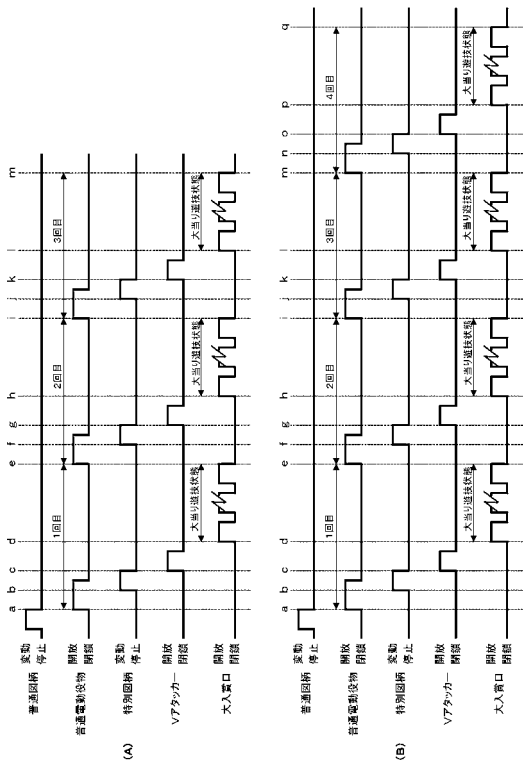 (A)
a b c d e f g h i j k l m
普通図柄 変動 停止
1回目 2回目 3回目
普通電動役物 開放 閉鎖
特別図柄 変動 停止
Vアタッカー 開放 閉鎖
大当り遊技状態 大当り遊技状態 大当り遊技状態
大入賞口 開放 閉鎖
(B)
a b c d e f g h i j k l m n o p q
普通図柄 変動 停止
1回目 2回目 3回目 4回目
普通電動役物 開放 閉鎖
特別図柄 変動 停止
Vアタッカー 開放 閉鎖
大当り遊技状態 大当り遊技状態 大当り遊技状態 大当り遊技状態
大入賞口 開放 閉鎖